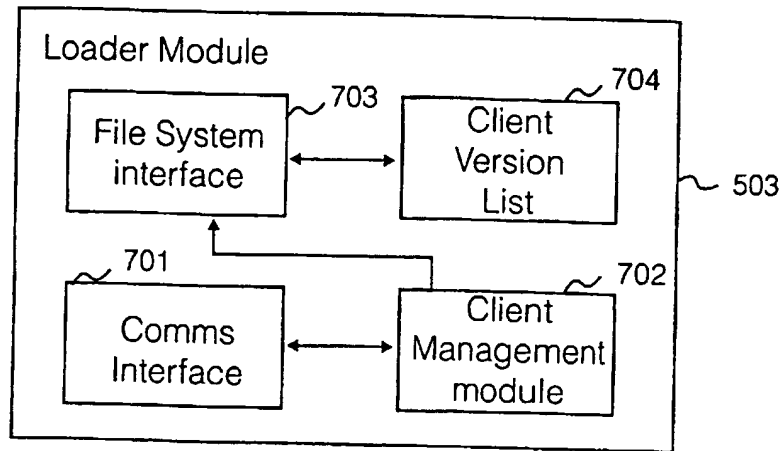 Loader Module
703
File System
interface
704
Client
Version
List
503
701
Comms
Interface
702
Client
Management
module